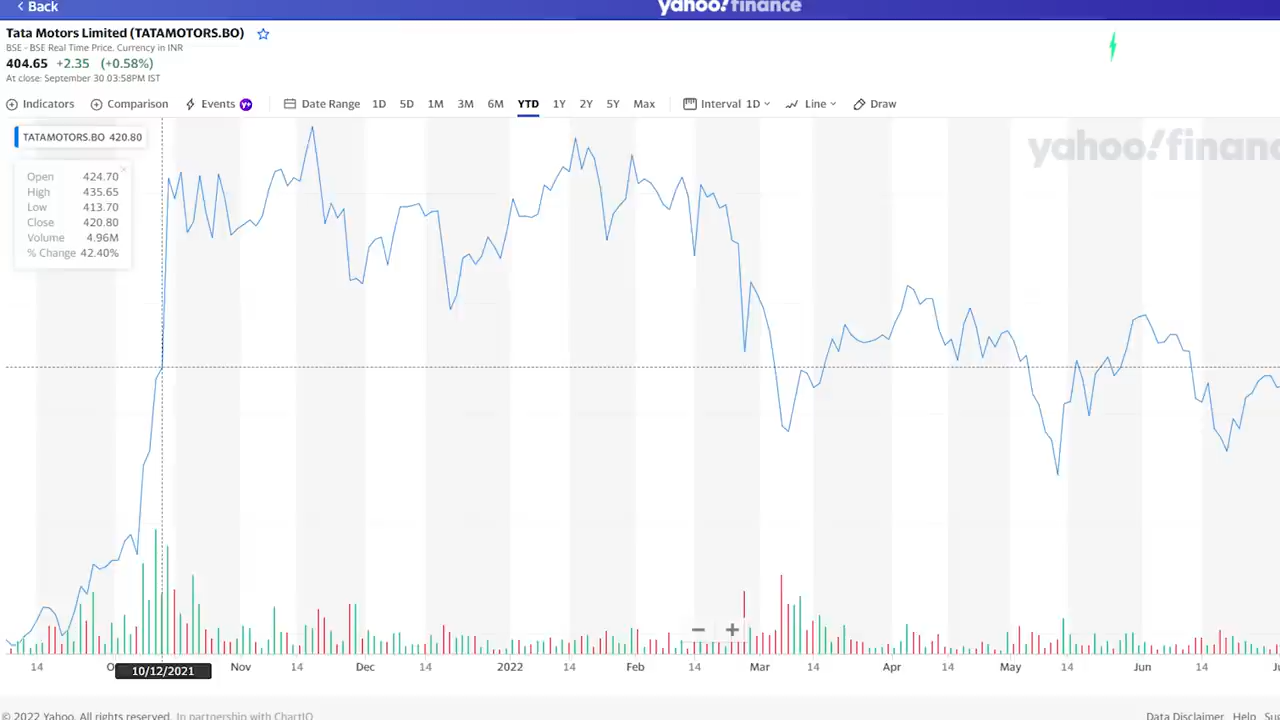 Back
yahoo!finance
Tata Motors Limited (TATAMOTORS.BO)
BSE - BSE Real Time Price. Currency in INR
404.65 +2.35 (+0.58%)
At close: September 30 03:58PM IST
Indicators Comparison Events Date Range 1D 5D 1M 3M 6M YTD 1Y 2Y 5Y Max Interval 1D Line Draw
TATAMOTORS.BO 420.80
yahoo!financ
Open 424.70
High 435.65
Low 413.70
Close 420.80
Volume 4.96M
% Change 42.40%
14 O 10/12/2021 Nov 14 Dec 14 2022 14 Feb 14 Mar 14 Apr 14 May 14 Jun 14
© 2022 Yahoo. All rights reserved. In partnership with ChartIQ
Data Disclaimer Help